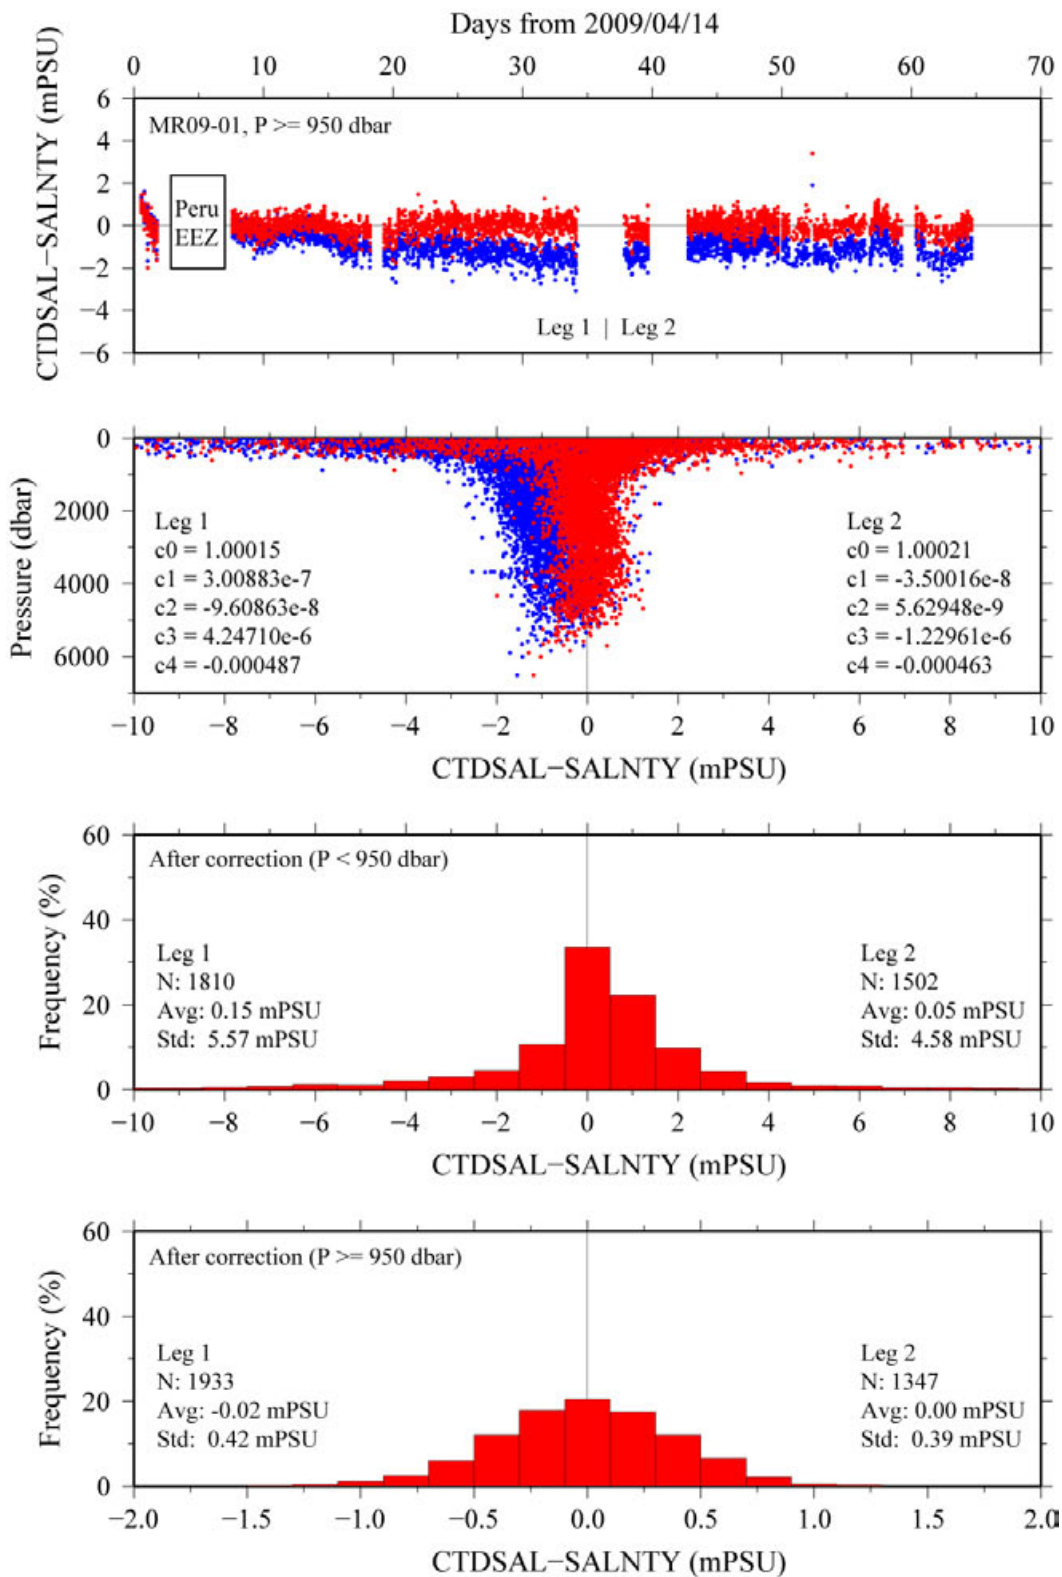 Days from 2009/04/14
0 10 20 30 40 50 60 70
CTDSAL−SALNTY (mPSU)
6
4
2
0
−2
−4
−6
MR09-01, P >= 950 dbar
Peru
EEZ
Leg 1 | Leg 2
Pressure (dbar)
0
2000
4000
6000
Leg 1
c0 = 1.00015
c1 = 3.00883e-7
c2 = -9.60863e-8
c3 = 4.24710e-6
c4 = -0.000487
Leg 2
c0 = 1.00021
c1 = -3.50016e-8
c2 = 5.62948e-9
c3 = -1.22961e-6
c4 = -0.000463
−10 −8 −6 −4 −2 0 2 4 6 8 10
CTDSAL−SALNTY (mPSU)
Frequency (%)
60
40
20
0
After correction (P < 950 dbar)
Leg 1
N: 1810
Avg: 0.15 mPSU
Std: 5.57 mPSU
Leg 2
N: 1502
Avg: 0.05 mPSU
Std: 4.58 mPSU
−10 −8 −6 −4 −2 0 2 4 6 8 10
CTDSAL−SALNTY (mPSU)
Frequency (%)
60
40
20
0
After correction (P >= 950 dbar)
Leg 1
N: 1933
Avg: -0.02 mPSU
Std: 0.42 mPSU
Leg 2
N: 1347
Avg: 0.00 mPSU
Std: 0.39 mPSU
−2.0 −1.5 −1.0 −0.5 0.0 0.5 1.0 1.5 2.0
CTDSAL−SALNTY (mPSU)